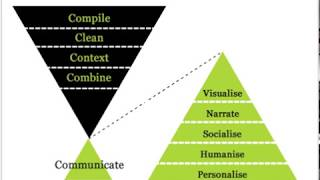 Compile
Clean
Context
Combine
Communicate
Visualise
Narrate
Socialise
Humanise
Personalise